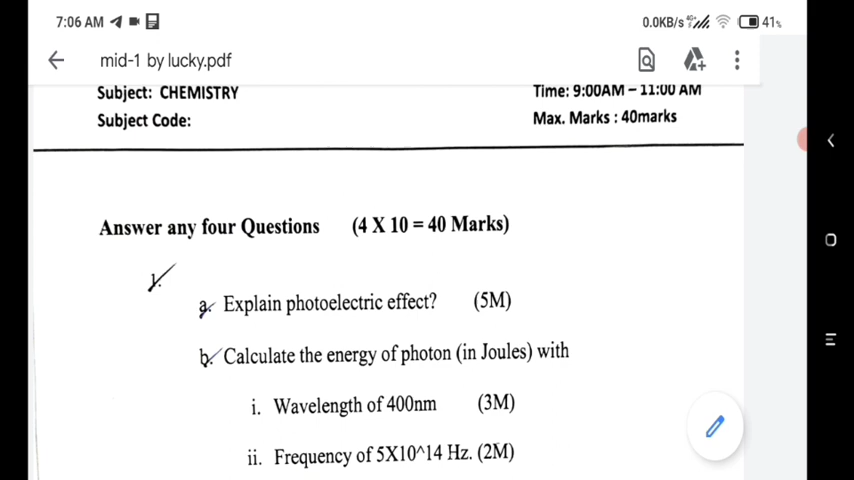 7:06 AM 0.0KB/s 4G 41%
mid-1 by lucky.pdf
Subject: CHEMISTRY Time: 9:00AM – 11:00 AM
Subject Code: Max. Marks : 40marks
Answer any four Questions (4 X 10 = 40 Marks)
1.
a. Explain photoelectric effect? (5M)
b. Calculate the energy of photon (in Joules) with
i. Wavelength of 400nm (3M)
ii. Frequency of 5X10^14 Hz. (2M)